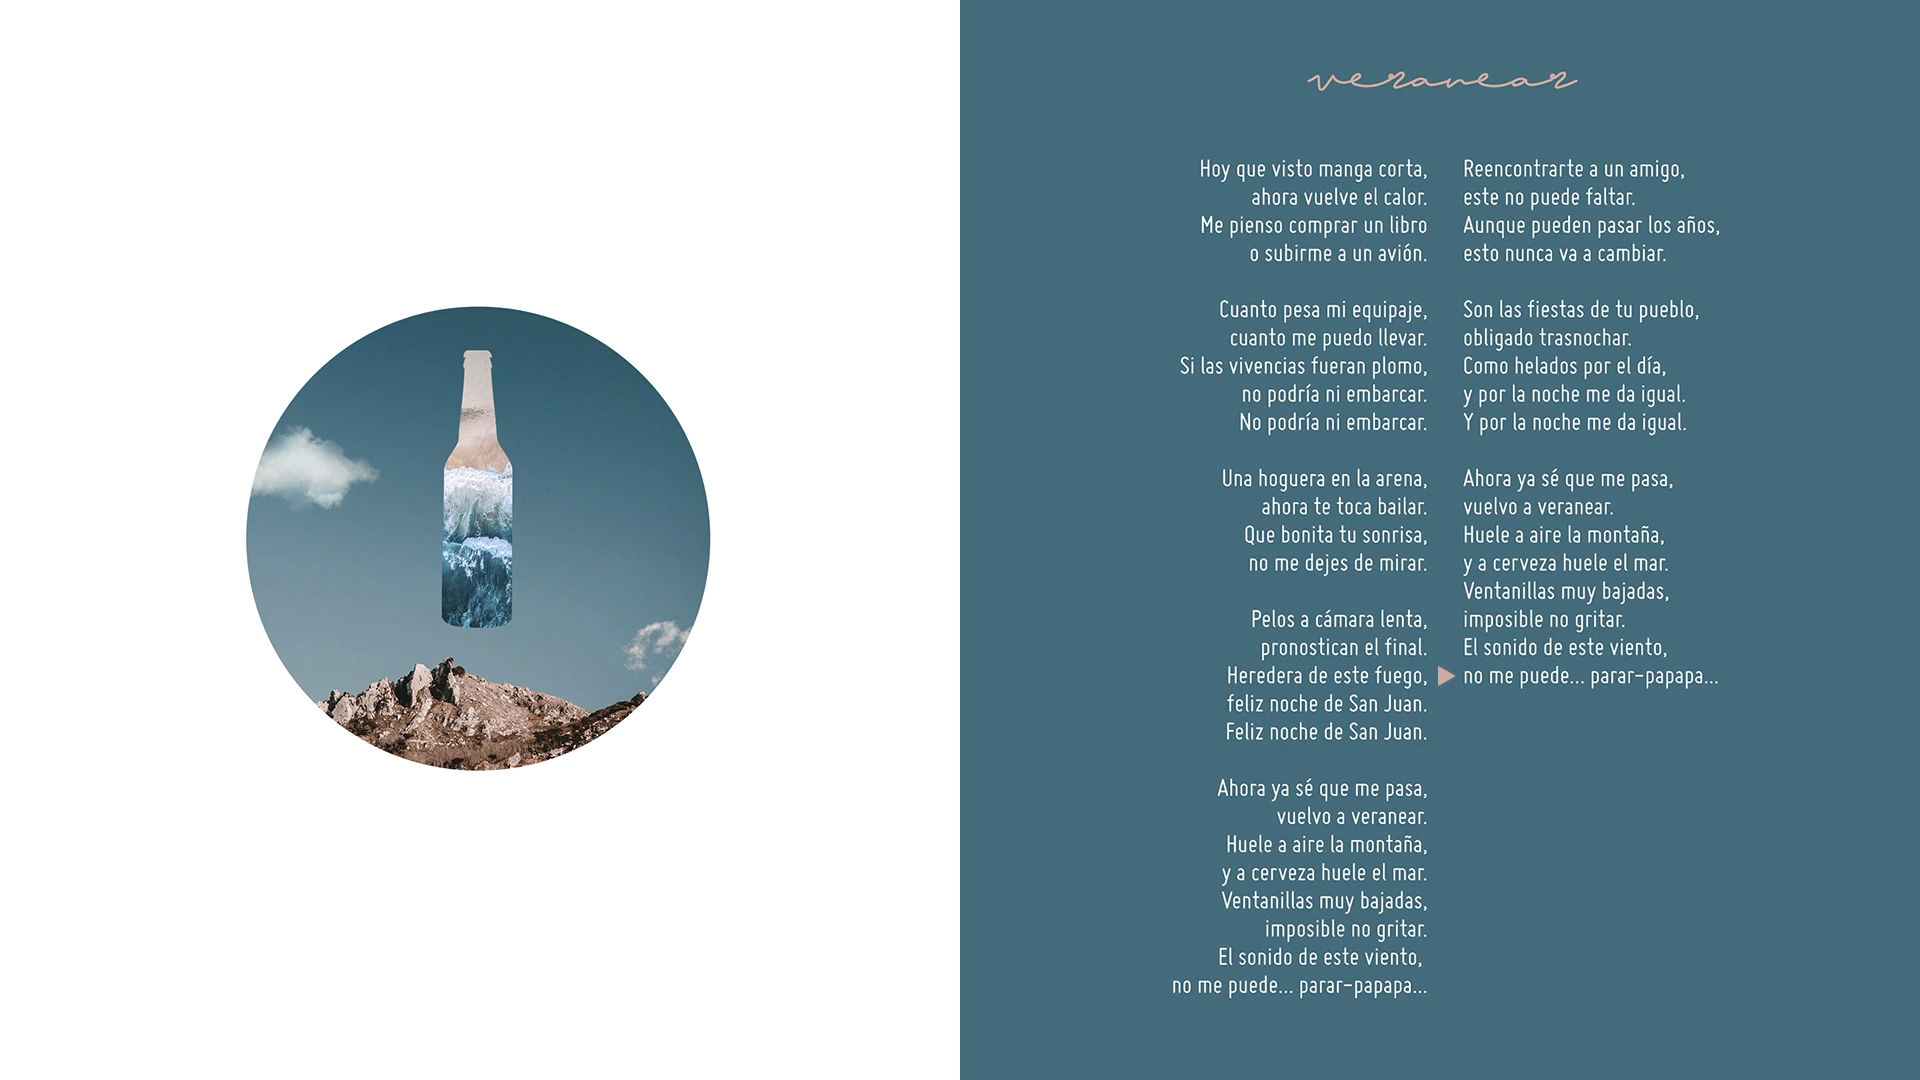 veranear
Hoy que visto manga corta,
ahora vuelve el calor.
Me pienso comprar un libro
o subirme a un avión.
Cuanto pesa mi equipaje,
cuanto me puedo llevar.
Si las vivencias fueran plomo,
no podría ni embarcar.
No podría ni embarcar.
Una hoguera en la arena,
ahora te toca bailar.
Que bonita tu sonrisa,
no me dejes de mirar.
Pelos a cámara lenta,
pronostican el final.
Heredera de este fuego,
feliz noche de San Juan.
Feliz noche de San Juan.
Ahora ya sé que me pasa,
vuelvo a veranear.
Huele a aire la montaña,
y a cerveza huele el mar.
Ventanillas muy bajadas,
imposible no gritar.
El sonido de este viento,
no me puede... parar-papapa...
Reencontrarte a un amigo,
este no puede faltar.
Aunque pueden pasar los años,
esto nunca va a cambiar.
Son las fiestas de tu pueblo,
obligado trasnochar.
Como helados por el día,
y por la noche me da igual.
Y por la noche me da igual.
Ahora ya sé que me pasa,
vuelvo a veranear.
Huele a aire la montaña,
y a cerveza huele el mar.
Ventanillas muy bajadas,
imposible no gritar.
El sonido de este viento,
no me puede... parar-papapa...